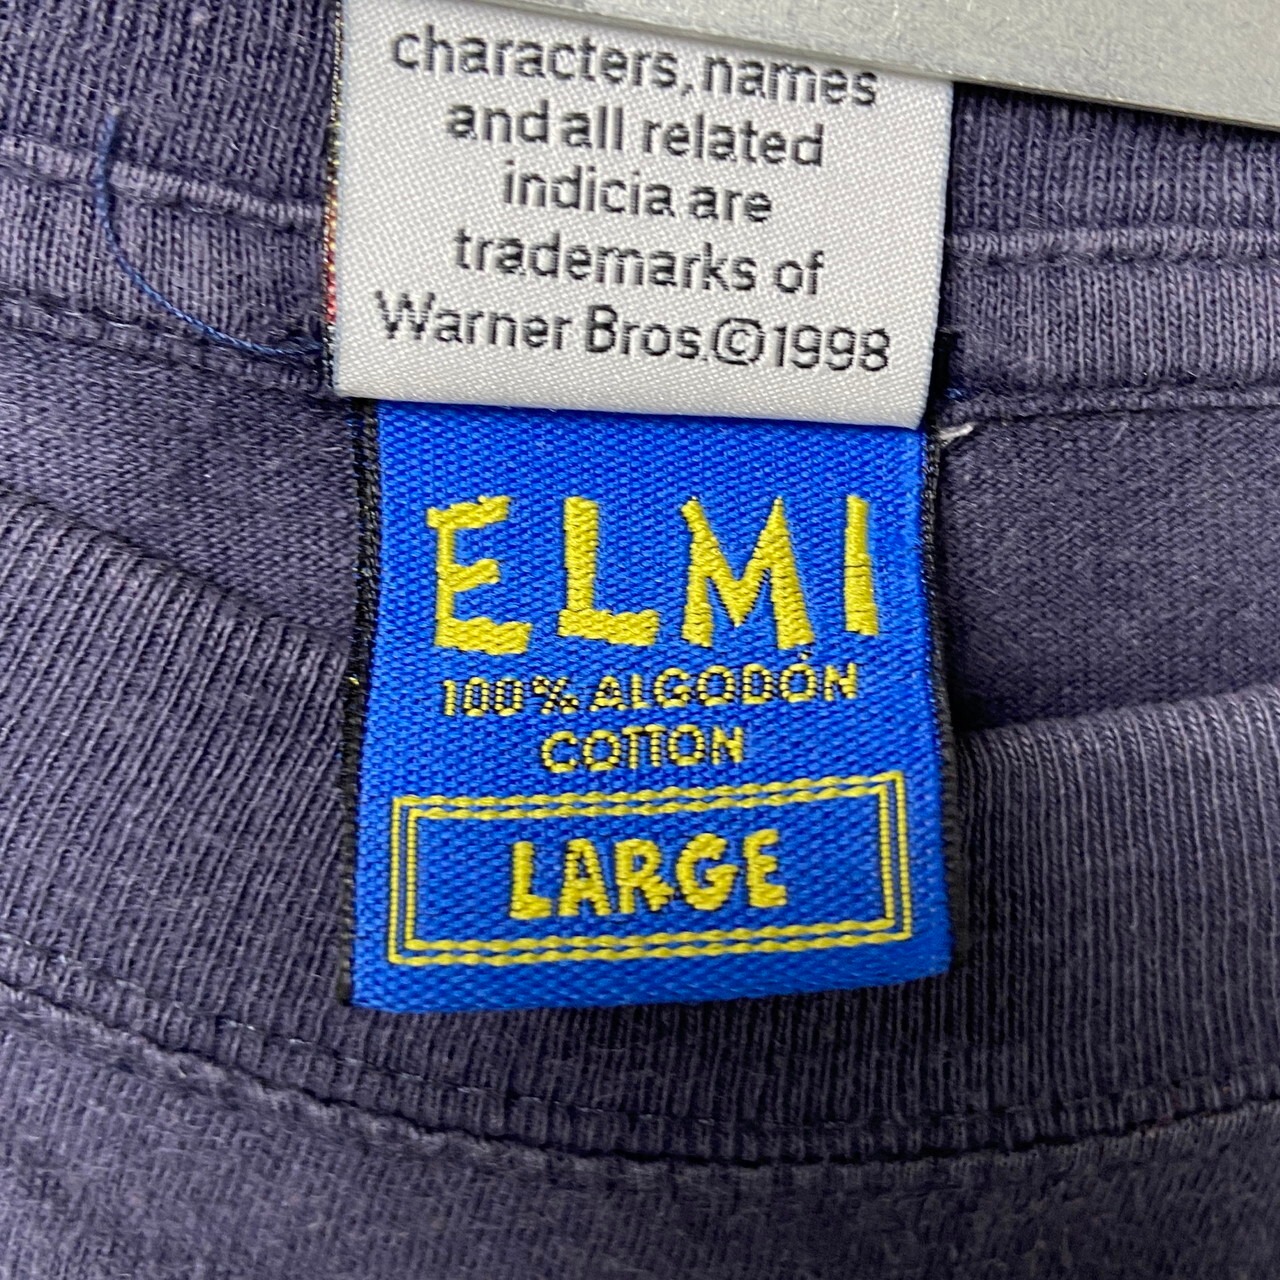 characters, names
and all related
indicia are
trademarks of
Warner Bros.©1998
ELMI
100% ALGODÓN
COTTON
LARGE